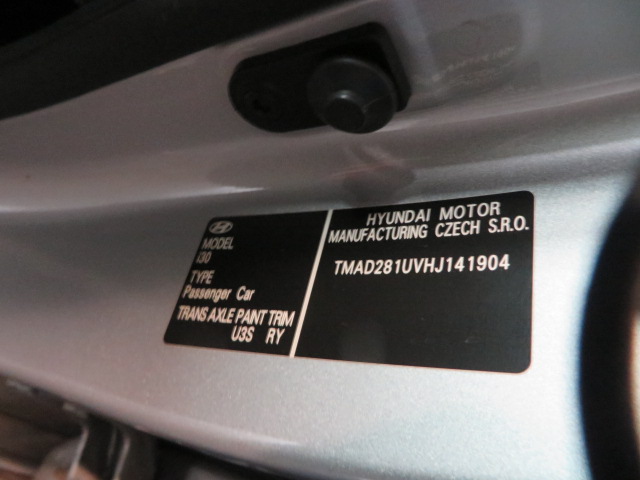 MODEL
i30
TYPE
Passenger Car
TRANS AXLE PAINT TRIM
U3S RY
HYUNDAI MOTOR
MANUFACTURING CZECH S.R.O.
TMAD281UVHJ141904